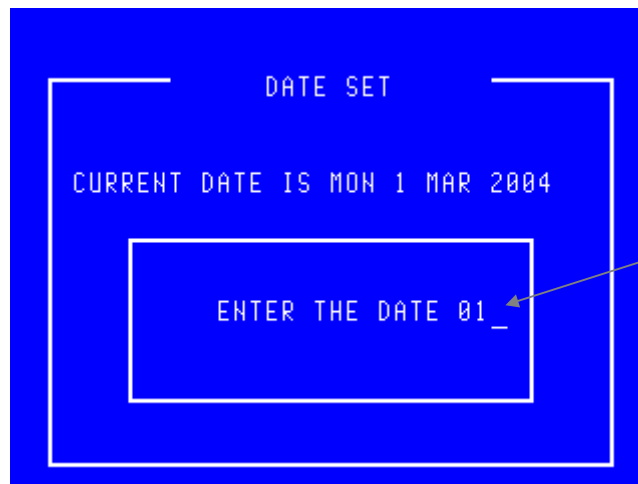 DATE SET
CURRENT DATE IS MON 1 MAR 2004
ENTER THE DATE 01_